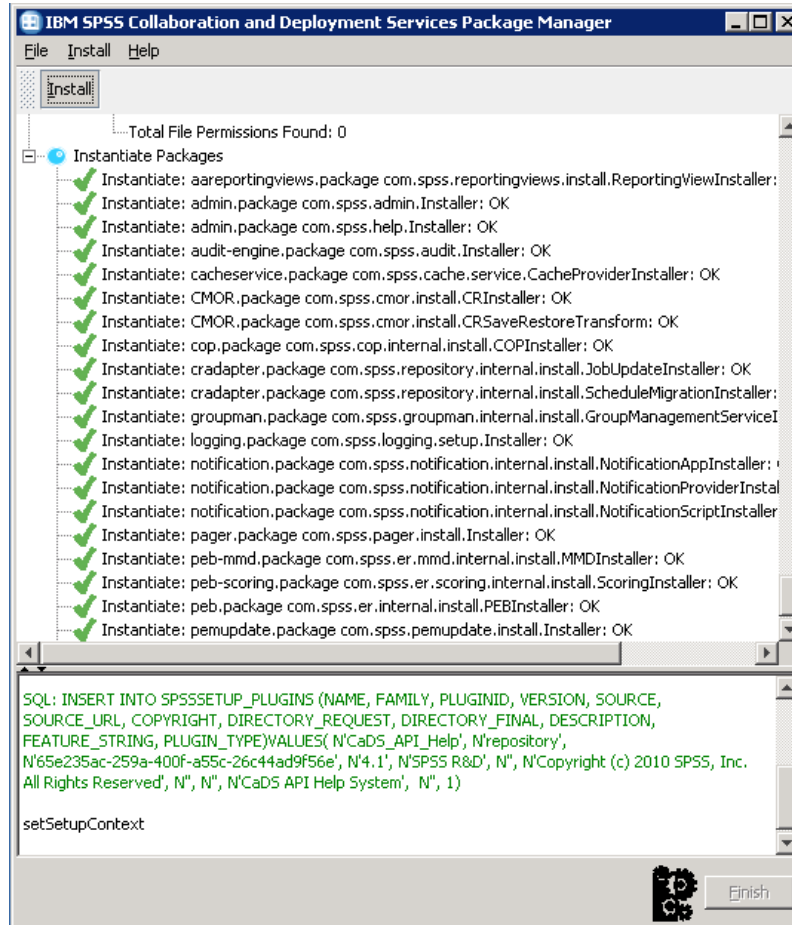 IBM SPSS Collaboration and Deployment Services Package Manager
File Install Help
Install
Total File Permissions Found: 0
Instantiate Packages
Instantiate: aareportingviews.package com.spss.reportingviews.install.ReportingViewInstaller:
Instantiate: admin.package com.spss.admin.Installer: OK
Instantiate: admin.package com.spss.help.Installer: OK
Instantiate: audit-engine.package com.spss.audit.Installer: OK
Instantiate: cacheservice.package com.spss.cache.service.CacheProviderInstaller: OK
Instantiate: CMOR.package com.spss.cmor.install.CRInstaller: OK
Instantiate: CMOR.package com.spss.cmor.install.CRSaveRestoreTransform: OK
Instantiate: cop.package com.spss.cop.internal.install.COPInstaller: OK
Instantiate: cradapter.package com.spss.repository.internal.install.JobUpdateInstaller: OK
Instantiate: cradapter.package com.spss.repository.internal.install.ScheduleMigrationInstaller:
Instantiate: groupman.package com.spss.groupman.internal.install.GroupManagementServiceI
Instantiate: logging.package com.spss.logging.setup.Installer: OK
Instantiate: notification.package com.spss.notification.internal.install.NotificationAppInstaller:
Instantiate: notification.package com.spss.notification.internal.install.NotificationProviderInstal
Instantiate: notification.package com.spss.notification.internal.install.NotificationScriptInstaller
Instantiate: pager.package com.spss.pager.install.Installer: OK
Instantiate: peb-mmd.package com.spss.er.mmd.internal.install.MMDInstaller: OK
Instantiate: peb-scoring.package com.spss.er.scoring.internal.install.ScoringInstaller: OK
Instantiate: peb.package com.spss.er.internal.install.PEBInstaller: OK
Instantiate: pemupdate.package com.spss.pemupdate.install.Installer: OK
SQL: INSERT INTO SPSSSETUP_PLUGINS (NAME, FAMILY, PLUGINID, VERSION, SOURCE,
SOURCE_URL, COPYRIGHT, DIRECTORY_REQUEST, DIRECTORY_FINAL, DESCRIPTION,
FEATURE_STRING, PLUGIN_TYPE)VALUES( N'CaDS_API_Help', N'repository',
N'65e235ac-259a-400f-a55c-26c44ad9f56e', N'4.1', N'SPSS R&D', N'', N'Copyright (c) 2010 SPSS, Inc.
All Rights Reserved', N'', N'', N'CaDS API Help System', N'', 1)
setSetupContext
Finish